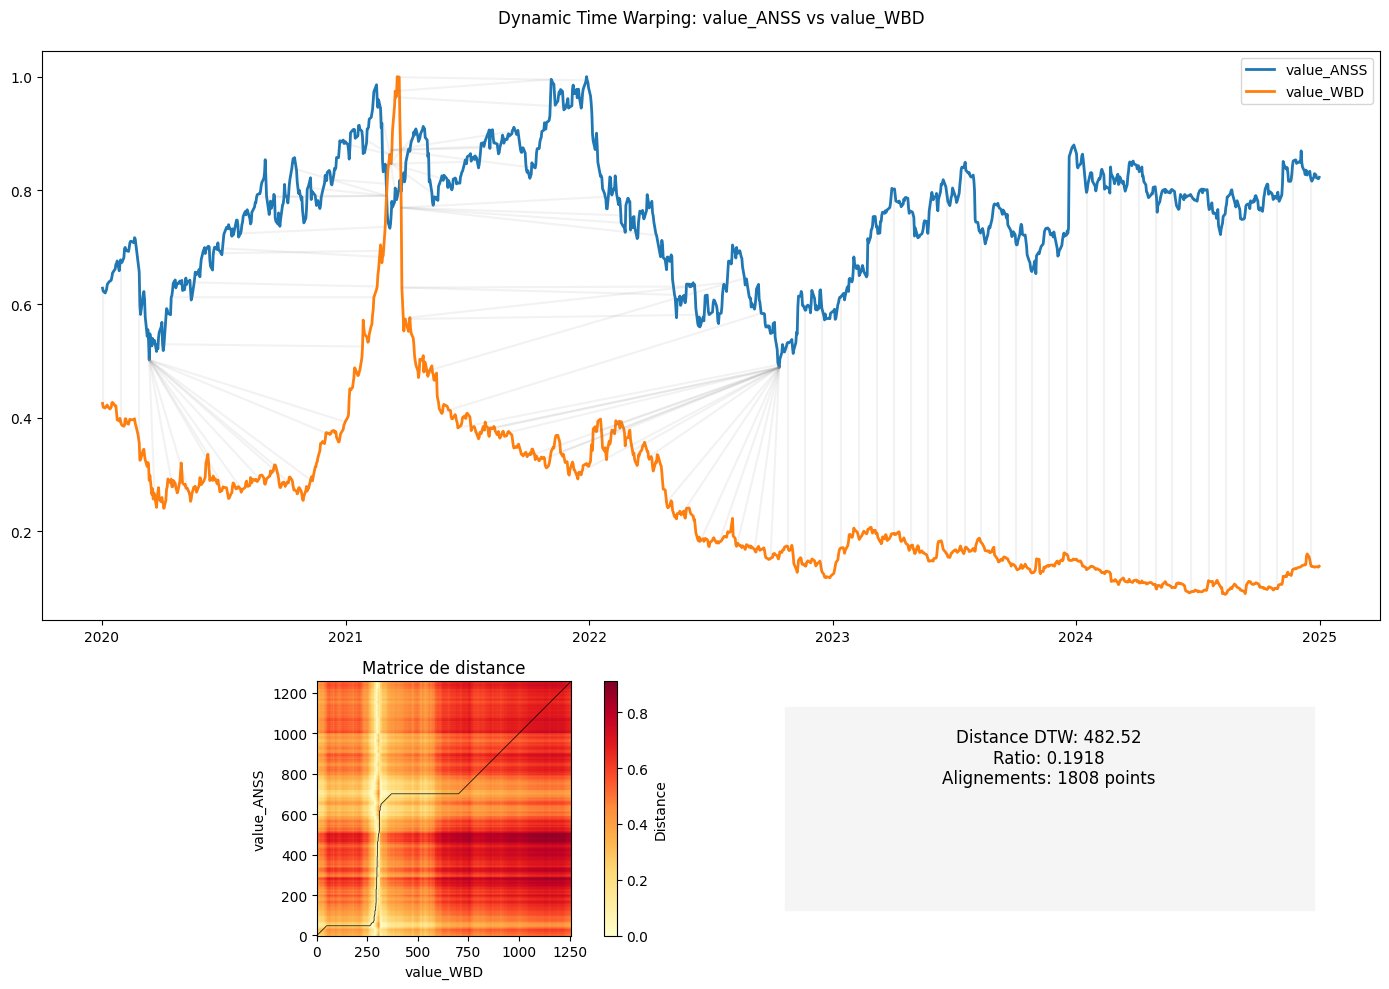 Dynamic Time Warping: value_ANSS vs value_WBD
value_ANSS
value_WBD
1.0
0.8
0.6
0.4
0.2
2020 2021 2022 2023 2024 2025
Matrice de distance
1200
1000
800
600
400
200
0
value_ANSS
0 250 500 750 1000 1250
value_WBD
0.8
0.6
0.4
0.2
0.0
Distance
Distance DTW: 482.52
Ratio: 0.1918
Alignements: 1808 points